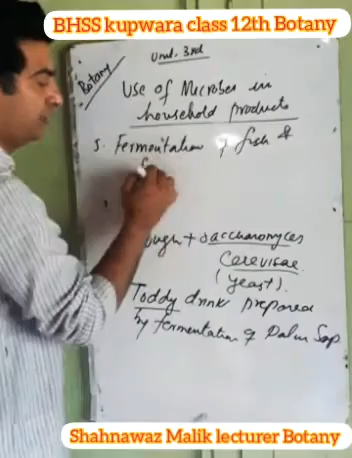 BHSS kupwara class 12th Botany
Unit. 3rd
Botany
Use of Microbes in
household products
5. Fermentation of fish &
+ Saccharomyces
Cerevisae
(yeast).
Toddy drink prepared
by fermentation of Palm Sap
Shahnawaz Malik lecturer Botany